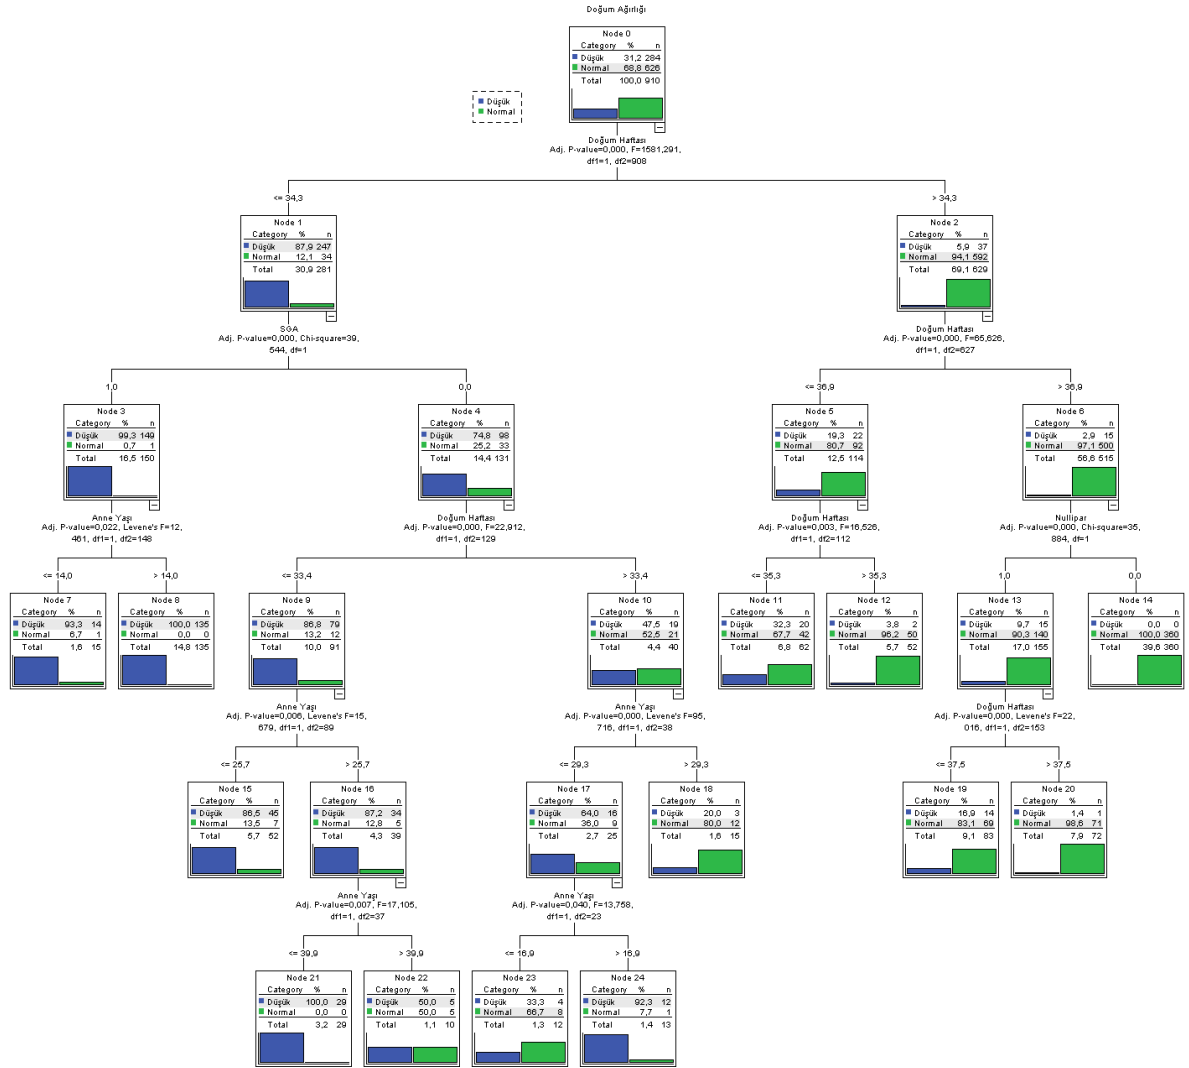 Doğum Ağırlığı
Node 0
Category % n
Düşük 31,2 284
Normal 68,8 626
Total 100,0 910
Düşük
Normal
Doğum Haftası
Adj. P-value=0,000, F=1581,291,
df1=1, df2=908
<= 34,3
> 34,3
Node 1
Category % n
Düşük 87,9 247
Normal 12,1 34
Total 30,9 281
Node 2
Category % n
Düşük 5,9 37
Normal 94,1 592
Total 69,1 629
SGA
Adj. P-value=0,000, Chi-square=39,
544, df=1
Doğum Haftası
Adj. P-value=0,000, F=65,626,
df1=1, df2=627
1,0
0,0
<= 36,9
> 36,9
Node 3
Category % n
Düşük 99,3 149
Normal 0,7 1
Total 16,5 150
Node 4
Category % n
Düşük 74,8 98
Normal 25,2 33
Total 14,4 131
Node 5
Category % n
Düşük 19,3 22
Normal 80,7 92
Total 12,5 114
Node 6
Category % n
Düşük 2,9 15
Normal 97,1 500
Total 56,6 515
Anne Yaşı
Adj. P-value=0,022, Levene's F=12,
461, df1=1, df2=148
Doğum Haftası
Adj. P-value=0,000, F=22,912,
df1=1, df2=129
Doğum Haftası
Adj. P-value=0,003, F=16,526,
df1=1, df2=112
Nullipar
Adj. P-value=0,000, Chi-square=35,
884, df=1
<= 14,0
> 14,0
<= 33,4
> 33,4
<= 35,3
> 35,3
1,0
0,0
Node 7
Category % n
Düşük 93,3 14
Normal 6,7 1
Total 1,6 15
Node 8
Category % n
Düşük 100,0 135
Normal 0,0 0
Total 14,8 135
Node 9
Category % n
Düşük 86,8 79
Normal 13,2 12
Total 10,0 91
Node 10
Category % n
Düşük 47,5 19
Normal 52,5 21
Total 4,4 40
Node 11
Category % n
Düşük 32,3 20
Normal 67,7 42
Total 6,8 62
Node 12
Category % n
Düşük 3,8 2
Normal 96,2 50
Total 5,7 52
Node 13
Category % n
Düşük 9,7 15
Normal 90,3 140
Total 17,0 155
Node 14
Category % n
Düşük 0,0 0
Normal 100,0 360
Total 39,6 360
Anne Yaşı
Adj. P-value=0,006, Levene's F=15,
679, df1=1, df2=89
Anne Yaşı
Adj. P-value=0,000, Levene's F=95,
716, df1=1, df2=38
Doğum Haftası
Adj. P-value=0,000, Levene's F=22,
016, df1=1, df2=153
<= 25,7
> 25,7
<= 29,3
> 29,3
<= 37,5
> 37,5
Node 15
Category % n
Düşük 86,5 45
Normal 13,5 7
Total 5,7 52
Node 16
Category % n
Düşük 87,2 34
Normal 12,8 5
Total 4,3 39
Node 17
Category % n
Düşük 64,0 16
Normal 36,0 9
Total 2,7 25
Node 18
Category % n
Düşük 20,0 3
Normal 80,0 12
Total 1,6 15
Node 19
Category % n
Düşük 16,9 14
Normal 83,1 69
Total 9,1 83
Node 20
Category % n
Düşük 1,4 1
Normal 98,6 71
Total 7,9 72
Anne Yaşı
Adj. P-value=0,007, F=17,105,
df1=1, df2=37
Anne Yaşı
Adj. P-value=0,040, F=13,758,
df1=1, df2=23
<= 39,9
> 39,9
<= 16,9
> 16,9
Node 21
Category % n
Düşük 100,0 29
Normal 0,0 0
Total 3,2 29
Node 22
Category % n
Düşük 50,0 5
Normal 50,0 5
Total 1,1 10
Node 23
Category % n
Düşük 33,3 4
Normal 66,7 8
Total 1,3 12
Node 24
Category % n
Düşük 92,3 12
Normal 7,7 1
Total 1,4 13